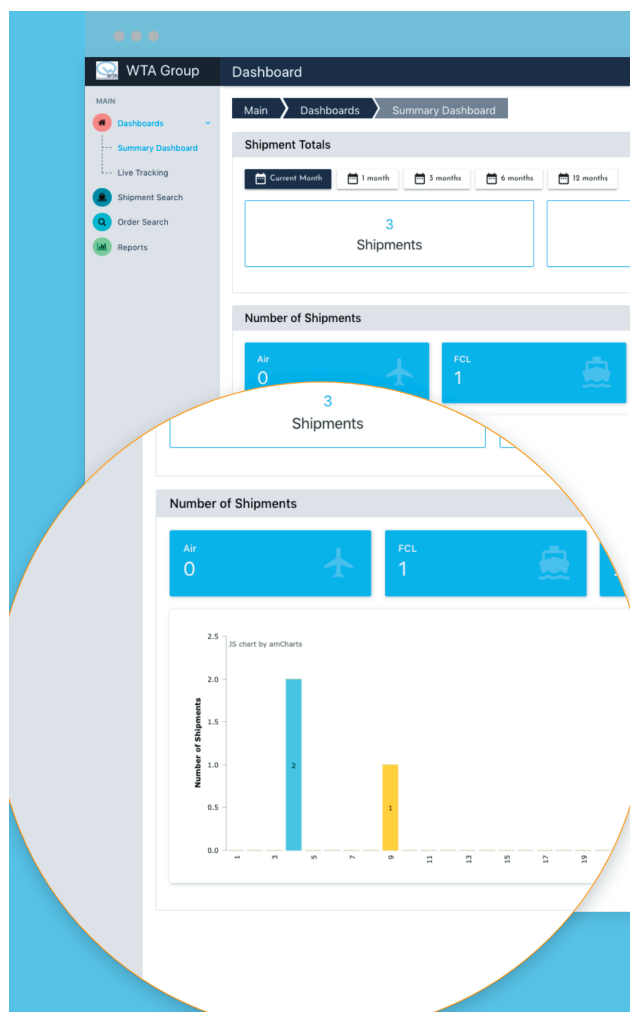 WTA
WTA Group
Dashboard
MAIN
Dashboards
Summary Dashboard
Live Tracking
Shipment Search
Order Search
Reports
Main
Dashboards
Summary Dashboard
Shipment Totals
Current Month
1 month
3 months
6 months
12 months
3
Shipments
Number of Shipments
Air
0
FCL
1
3
Shipments
Number of Shipments
Air
0
FCL
1
2.5
JS chart by amCharts
2.0
1.5
1.0
0.5
0.0
Number of Shipments
2
1
1
3
5
7
9
11
13
15
17
19